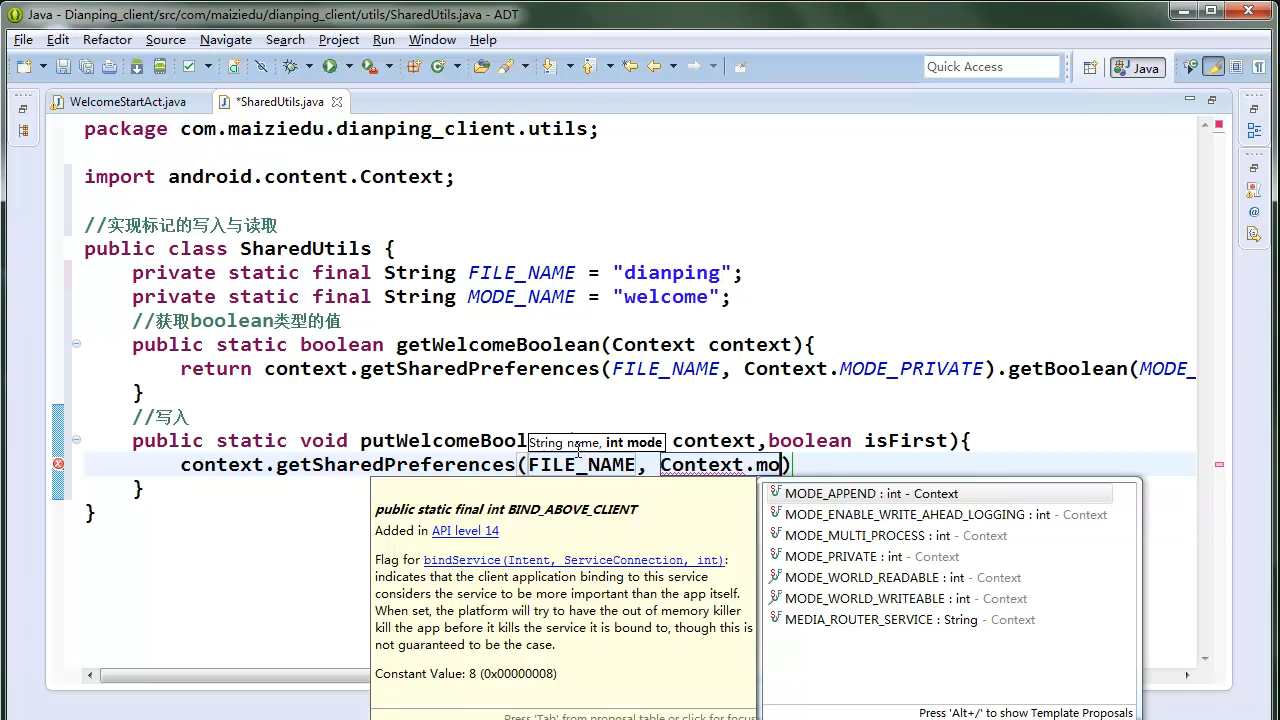 Java - Dianping_client/src/com/maiziedu/dianping_client/utils/SharedUtils.java - ADT
File Edit Refactor Source Navigate Search Project Run Window Help
Quick Access
Java
WelcomeStartAct.java
*SharedUtils.java
package com.maiziedu.dianping_client.utils;
import android.content.Context;
//实现标记的写入与读取
public class SharedUtils {
private static final String FILE_NAME = "dianping";
private static final String MODE_NAME = "welcome";
//获取boolean类型的值
public static boolean getWelcomeBoolean(Context context){
return context.getSharedPreferences(FILE_NAME, Context.MODE_PRIVATE).getBoolean(MODE_
}
//写入
public static void putWelcomeBool context,boolean isFirst){
String name, int mode
context.getSharedPreferences(FILE_NAME, Context.mo)
}
}
public static final int BIND_ABOVE_CLIENT
Added in API level 14
Flag for bindService(Intent, ServiceConnection, int):
indicates that the client application binding to this service
considers the service to be more important than the app itself.
When set, the platform will try to have the out of memory killer
kill the app before it kills the service it is bound to, though this is
not guaranteed to be the case.
Constant Value: 8 (0x00000008)
Press 'Tab' from proposal table or click for focus
MODE_APPEND : int - Context
MODE_ENABLE_WRITE_AHEAD_LOGGING : int - Context
MODE_MULTI_PROCESS : int - Context
MODE_PRIVATE : int - Context
MODE_WORLD_READABLE : int - Context
MODE_WORLD_WRITEABLE : int - Context
MEDIA_ROUTER_SERVICE : String - Context
Press 'Alt+/' to show Template Proposals